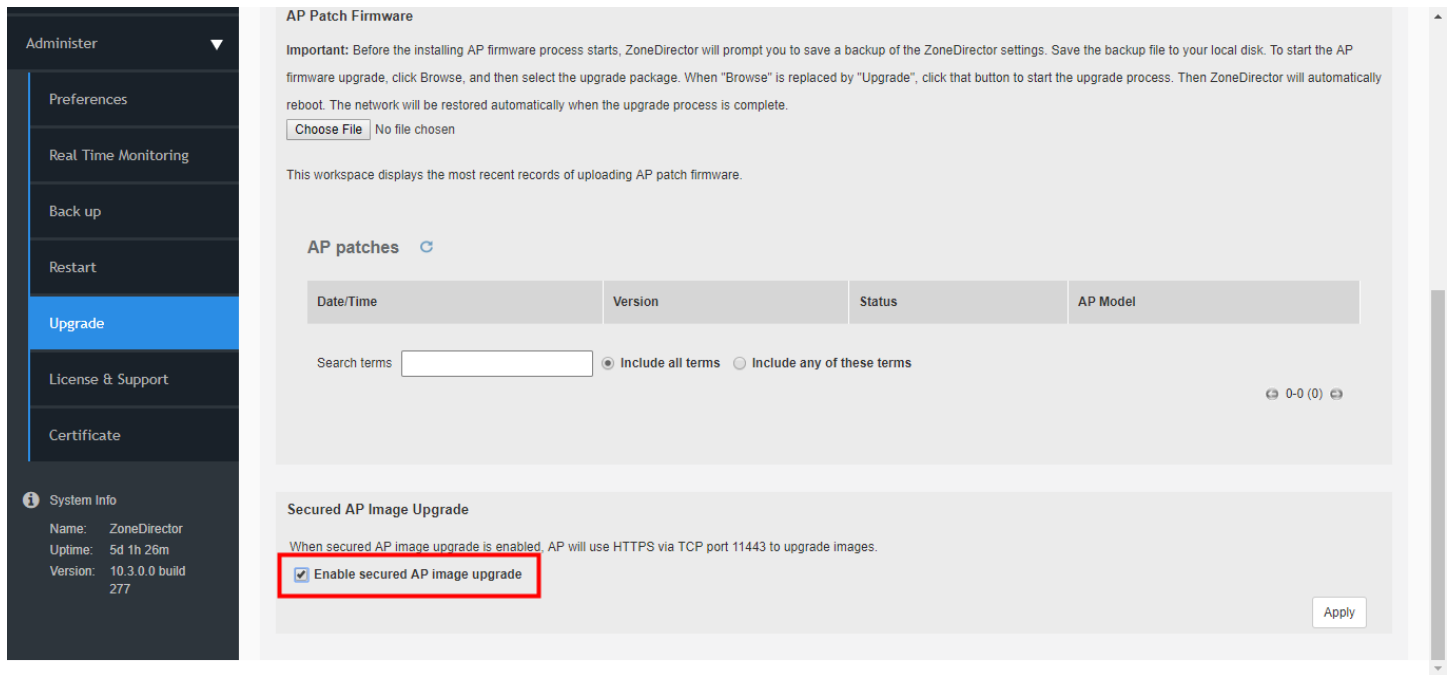 Administer
Preferences
Real Time Monitoring
Back up
Restart
Upgrade
License & Support
Certificate
System Info
Name: ZoneDirector
Uptime: 5d 1h 26m
Version: 10.3.0.0 build
277
AP Patch Firmware
Important: Before the installing AP firmware process starts, ZoneDirector will prompt you to save a backup of the ZoneDirector settings. Save the backup file to your local disk. To start the AP
firmware upgrade, click Browse, and then select the upgrade package. When "Browse" is replaced by "Upgrade", click that button to start the upgrade process. Then ZoneDirector will automatically
reboot. The network will be restored automatically when the upgrade process is complete.
Choose File No file chosen
This workspace displays the most recent records of uploading AP patch firmware.
AP patches
Date/Time Version Status AP Model
Search terms Include all terms Include any of these terms
0-0 (0)
Secured AP Image Upgrade
When secured AP image upgrade is enabled, AP will use HTTPS via TCP port 11443 to upgrade images.
Enable secured AP image upgrade
Apply